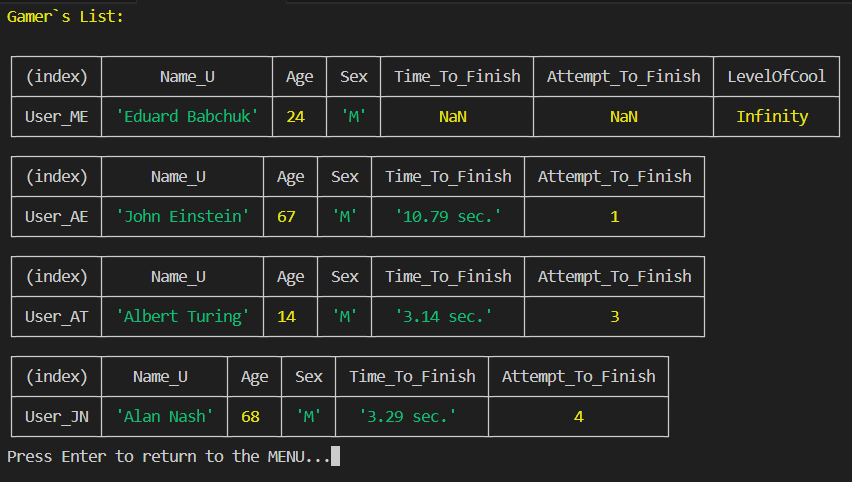 Gamer`s List:
(index) Name_U Age Sex Time_To_Finish Attempt_To_Finish LevelOfCool
User_ME 'Eduard Babchuk' 24 'M' NaN NaN Infinity
(index) Name_U Age Sex Time_To_Finish Attempt_To_Finish
User_AE 'John Einstein' 67 'M' '10.79 sec.' 1
(index) Name_U Age Sex Time_To_Finish Attempt_To_Finish
User_AT 'Albert Turing' 14 'M' '3.14 sec.' 3
(index) Name_U Age Sex Time_To_Finish Attempt_To_Finish
User_JN 'Alan Nash' 68 'M' '3.29 sec.' 4
Press Enter to return to the MENU...